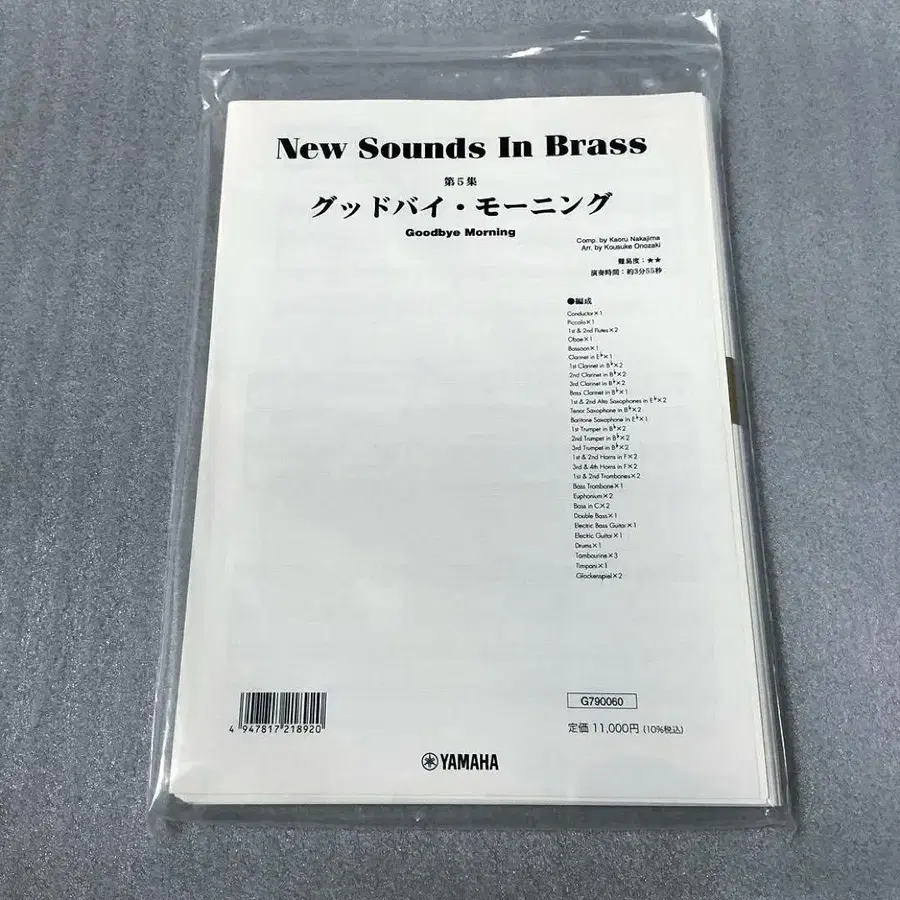 New Sounds In Brass
第5集
グッドバイ・モーニング
Goodbye Morning
Comp. by Kaoru Nakajima
Arr. by Kousuke Onozaki
難易度：★★
演奏時間：約3分55秒
●編成
Conductor×1
Piccolo×1
1st & 2nd Flutes×2
Oboe×1
Bassoon×1
Clarinet in E♭×1
1st Clarinet in B♭×2
2nd Clarinet in B♭×2
3rd Clarinet in B♭×2
Bass Clarinet in B♭×1
1st & 2nd Alto Saxophones in E♭×2
Tenor Saxophone in B♭×2
Baritone Saxophone in E♭×1
1st Trumpet in B♭×2
2nd Trumpet in B♭×2
3rd Trumpet in B♭×2
1st & 2nd Horns in F×2
3rd & 4th Horns in F×2
1st & 2nd Trombones×2
Bass Trombone×1
Euphonium×2
Bass in C×2
Double Bass×1
Electric Bass Guitar×1
Electric Guitar×1
Drums×1
Tambourine×3
Timpani×1
Glockenspiel×2
G790060
4 947817 218920
定価 11,000円 (10%税込)
YAMAHA